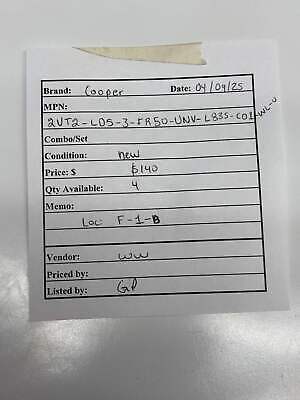 Brand: Cooper Date: 04/04/25
MPN:
2VT2-LD5-3-FR50-UNV-L835-CD1-WL-U
Combo/Set
Condition: new
Price: $ $140
Qty Available: 4
Memo:
Loc: F-1-B
Vendor: WW
Priced by:
Listed by: GP